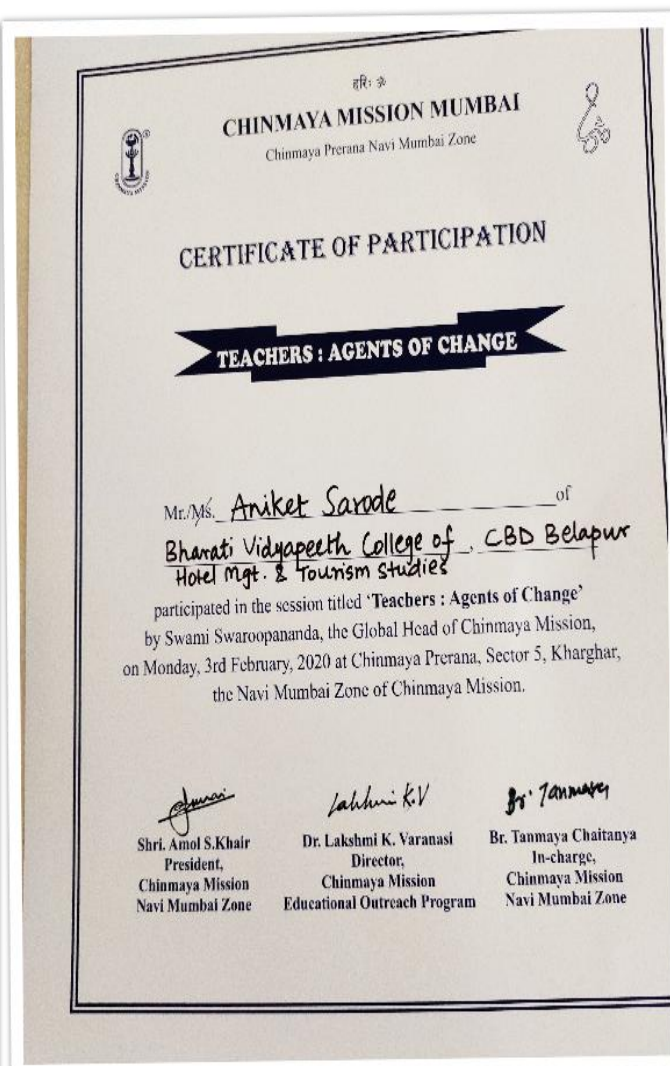 हरि: ॐ
CHINMAYA MISSION MUMBAI
Chinmaya Prerana Navi Mumbai Zone
®
CHINMAYA MISSION
CERTIFICATE OF PARTICIPATION
TEACHERS : AGENTS OF CHANGE
Mr./Ms. Aniket Sarode of
Bharati Vidyapeeth College of , CBD Belapur
Hotel Mgt. & Tourism Studies
participated in the session titled ‘Teachers : Agents of Change’
by Swami Swaroopananda, the Global Head of Chinmaya Mission,
on Monday, 3rd February, 2020 at Chinmaya Prerana, Sector 5, Kharghar,
the Navi Mumbai Zone of Chinmaya Mission.
Lakhmi K.V
Br. Tanmaya
Shri. Amol S.Khair
President,
Chinmaya Mission
Navi Mumbai Zone
Dr. Lakshmi K. Varanasi
Director,
Chinmaya Mission
Educational Outreach Program
Br. Tanmaya Chaitanya
In-charge,
Chinmaya Mission
Navi Mumbai Zone